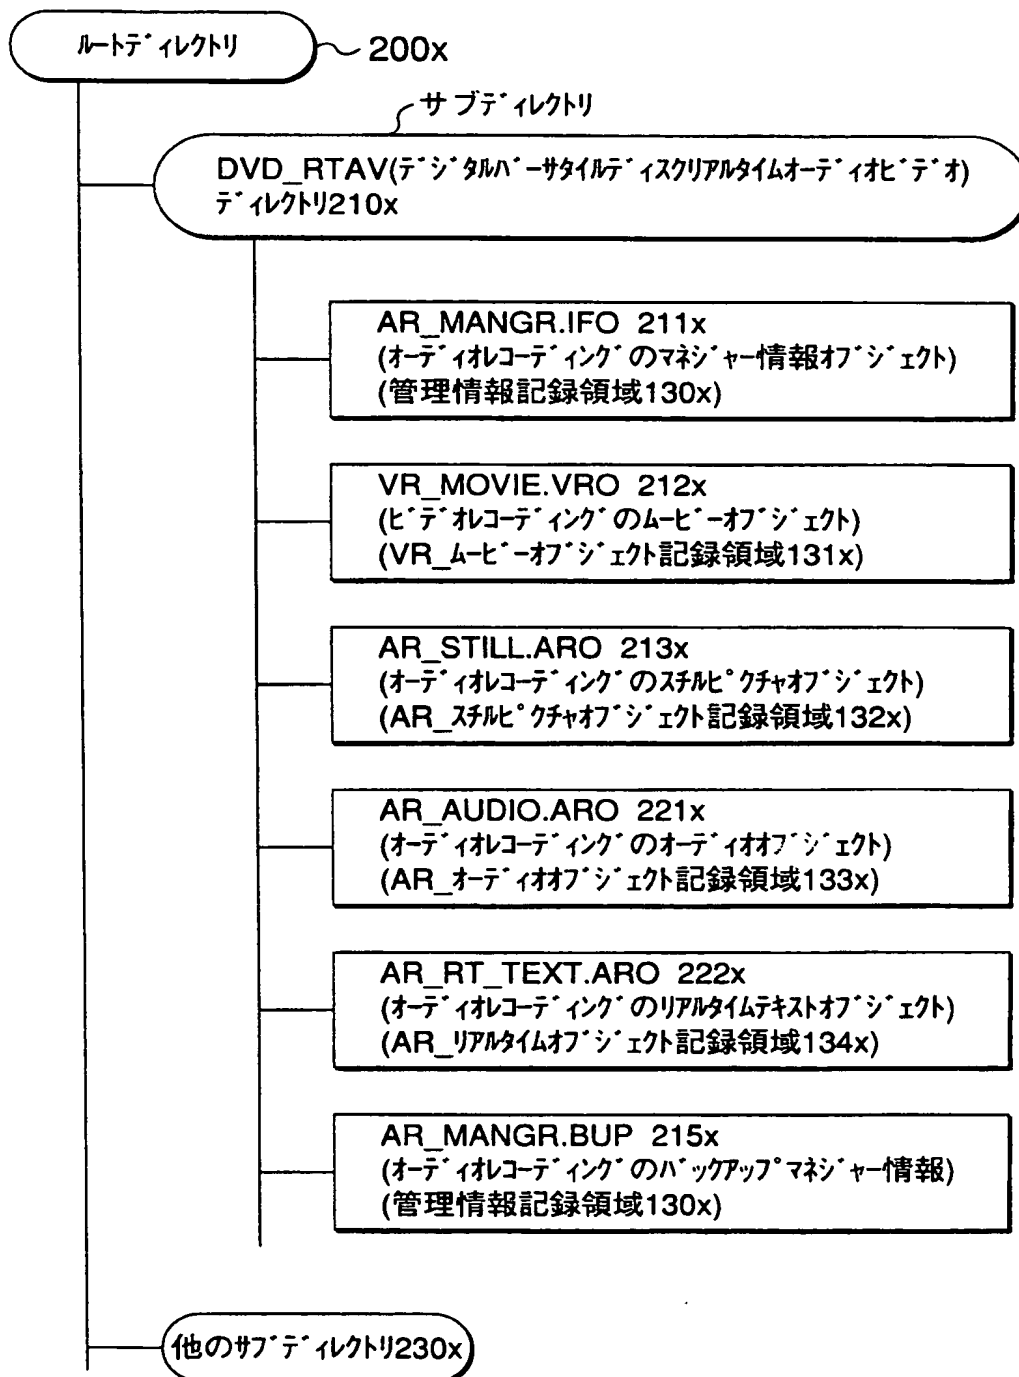 ルートディレクトリ
200x
サブディレクトリ
DVD_RTAV(デジタルバーサタイルディスクリアルタイムオーディオビデオ)
ディレクトリ210x
AR_MANGR.IFO 211x
(オーディオレコーディングのマネジャー情報オブジェクト)
(管理情報記録領域130x)
VR_MOVIE.VRO 212x
(ビデオレコーディングのムービーオブジェクト)
(VR_ムービーオブジェクト記録領域131x)
AR_STILL.ARO 213x
(オーディオレコーディングのスチルピクチャオブジェクト)
(AR_スチルピクチャオブジェクト記録領域132x)
AR_AUDIO.ARO 221x
(オーディオレコーディングのオーディオオブジェクト)
(AR_オーディオオブジェクト記録領域133x)
AR_RT_TEXT.ARO 222x
(オーディオレコーディングのリアルタイムテキストオブジェクト)
(AR_リアルタイムオブジェクト記録領域134x)
AR_MANGR.BUP 215x
(オーディオレコーディングのバックアップマネジャー情報)
(管理情報記録領域130x)
他のサブディレクトリ230x